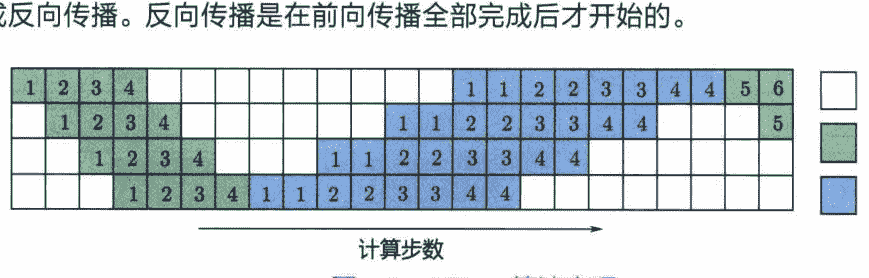 反向传播。反向传播是在前向传播全部完成后才开始的。
1 2 3 4 1 1 2 2 3 3 4 4 5 6
1 2 3 4 1 1 2 2 3 3 4 4 5
1 2 3 4 1 1 2 2 3 3 4 4
1 2 3 4 1 1 2 2 3 3 4 4
计算步数